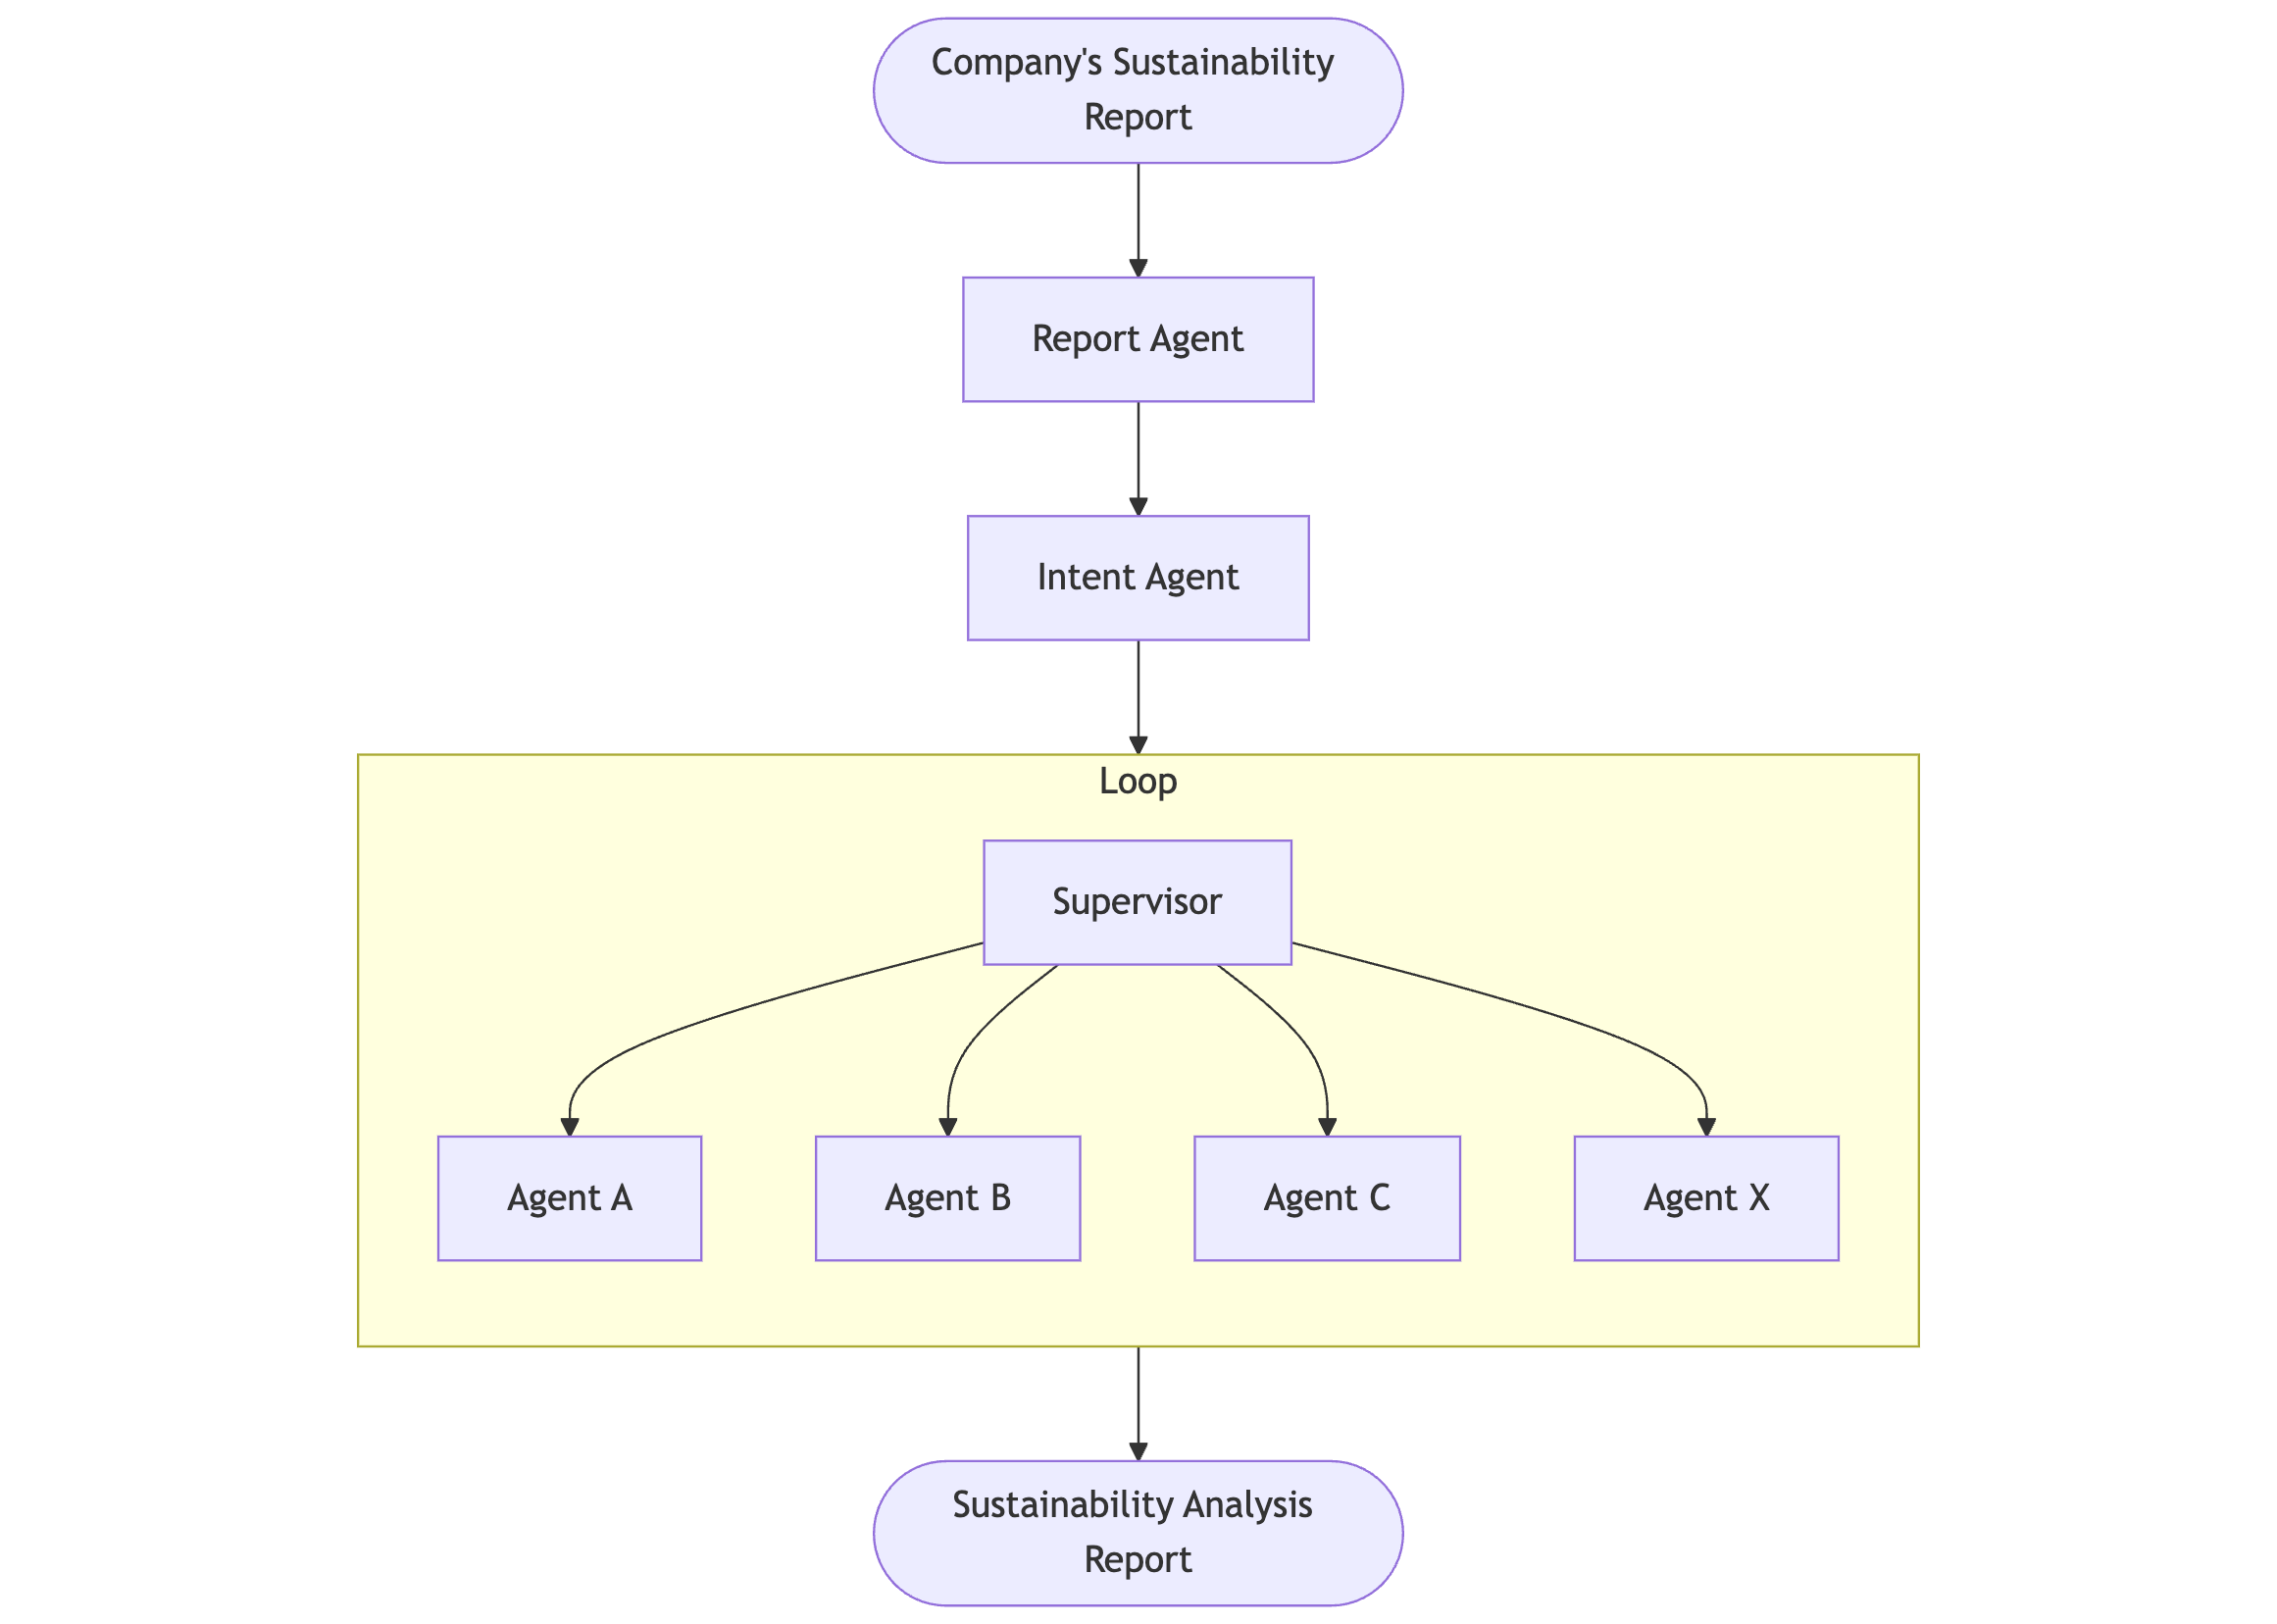 Company's Sustainability
Report
Report Agent
Intent Agent
Loop
Supervisor
Agent A
Agent B
Agent C
Agent X
Sustainability Analysis
Report